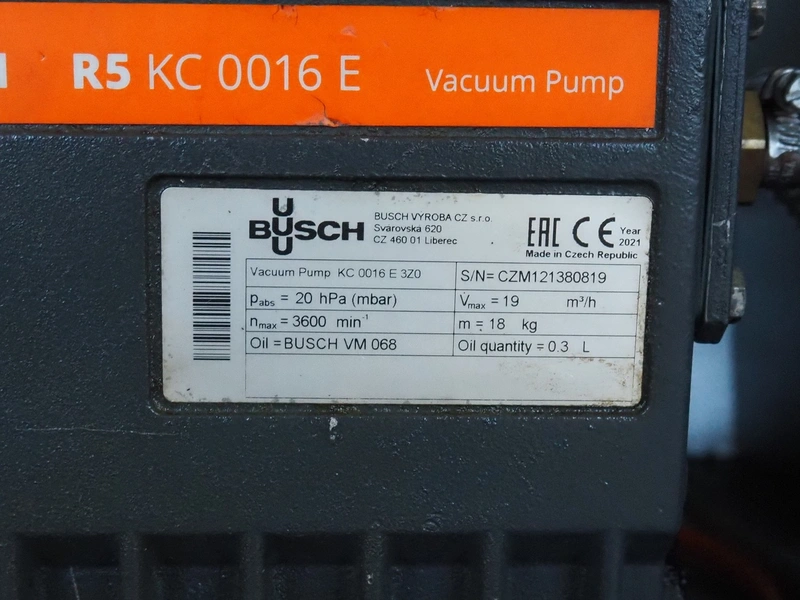 R5 KC 0016 E Vacuum Pump
BUSCH
BUSCH VYROBA CZ s.r.o.
Svarovska 620
CZ 460 01 Liberec
EAC CE Year
2021
Made in Czech Republic
Vacuum Pump KC 0016 E 3Z0 S/N= CZM121380819
pabs = 20 hPa (mbar) V̇max = 19 m³/h
nmax = 3600 min⁻¹ m = 18 kg
Oil = BUSCH VM 068 Oil quantity = 0.3 L